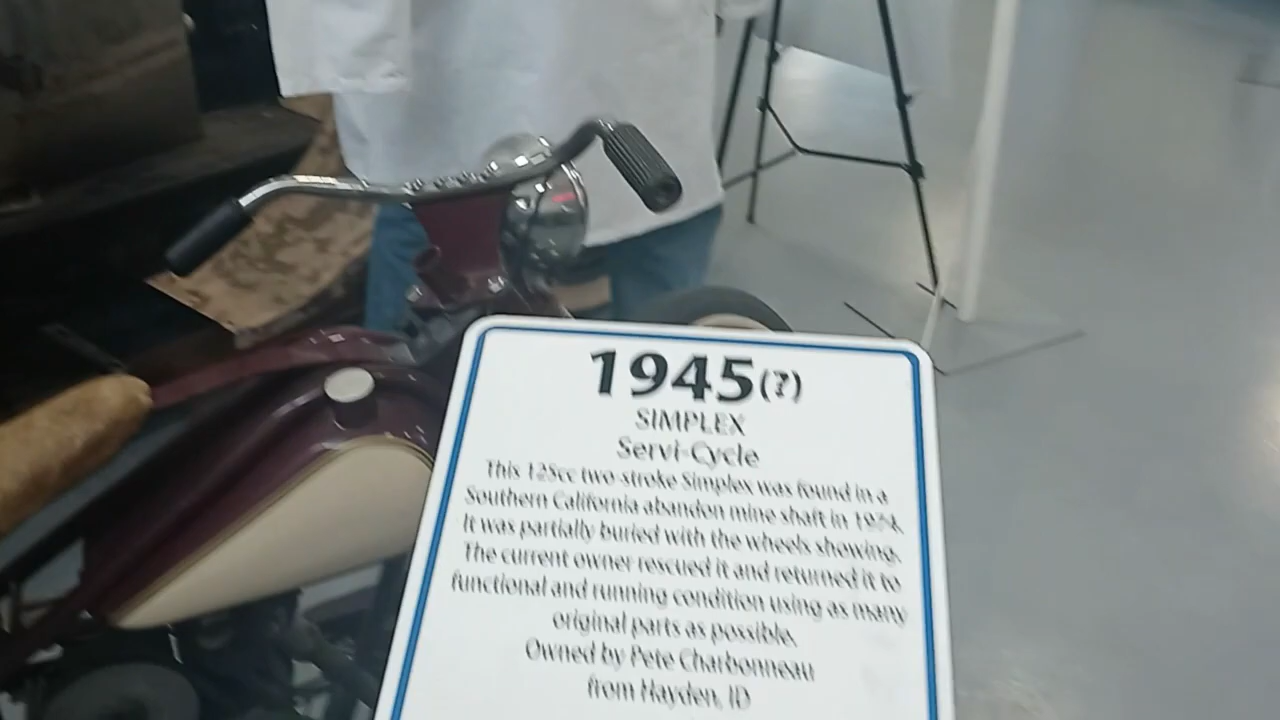 1945(?)
SIMPLEX
Servi-Cycle
This 125cc two-stroke Simplex was found in a
Southern California abandon mine shaft in 1974.
It was partially buried with the wheels showing.
The current owner rescued it and returned it to
functional and running condition using as many
original parts as possible.
Owned by Pete Charbonneau
from Hayden, ID